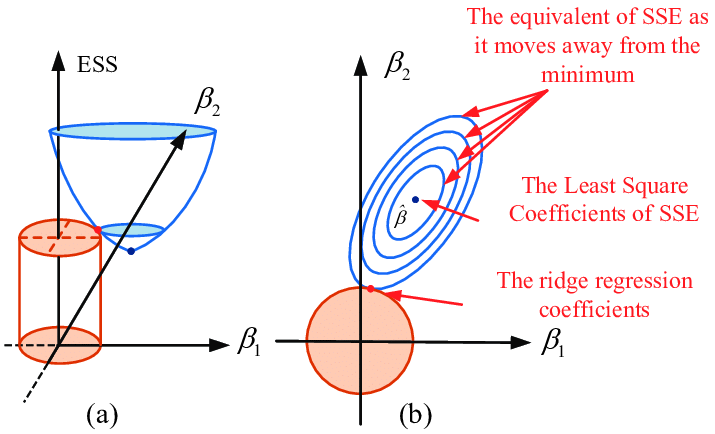 ESS
β₂
β₁
(a)
The equivalent of SSE as
it moves away from the
minimum
β₂
β̂
The Least Square
Coefficients of SSE
The ridge regression
coefficients
β₁
(b)